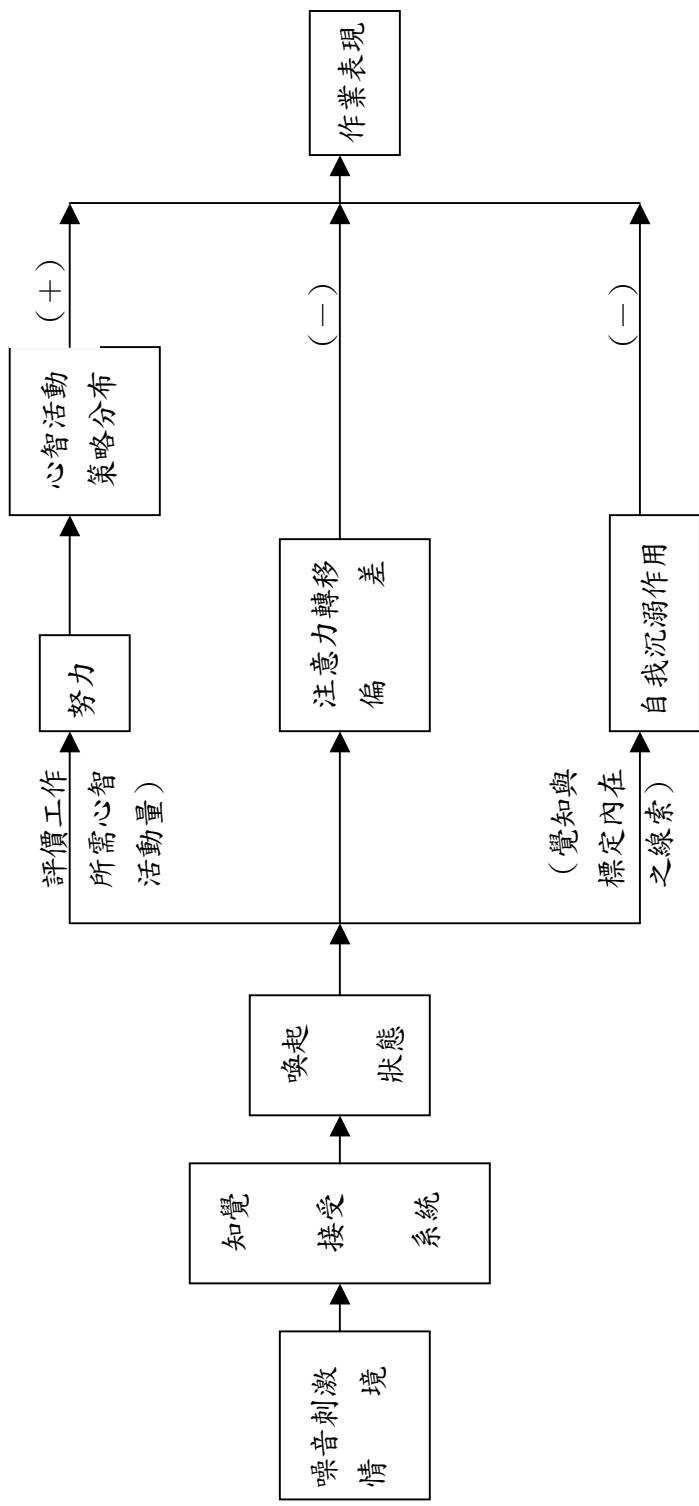 噪音刺激
情 境
知覺
接受
系統
喚起
狀態
評價工作
所需心智
活動量）
努力
心智活動
策略分布
（＋）
注意力轉移
偏 差
（－）
（覺知與
標定內在
之線索）
自我沉溺作用
（－）
作業表現